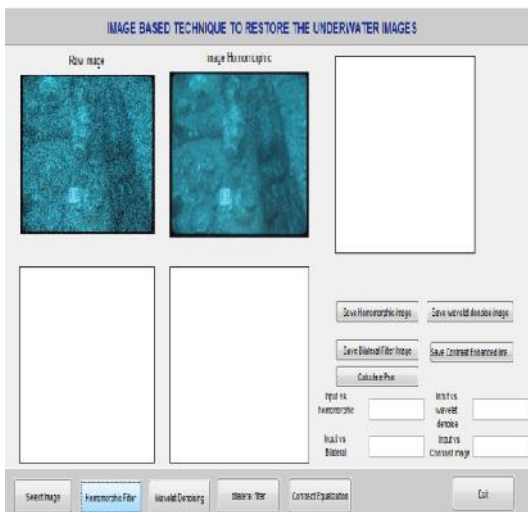 IMAGE BASED TECHNIQUE TO RESTORE THE UNDERWATER IMAGES
Raw Image
Image Homomorphic
Save Homomorphic image
Save wavelet denoise image
Save Bilateral Filter Image
Save Contrast Enhanced Ima...
Calculate Psnr
Input vs
homomorphic
Input vs
wavelet
denoise
Input vs
Bilateral
Input vs
Contrast image
Select Image
Homomorphic Filter
Wavelet Denoising
bilateral filter
Contrast Equalization
Exit